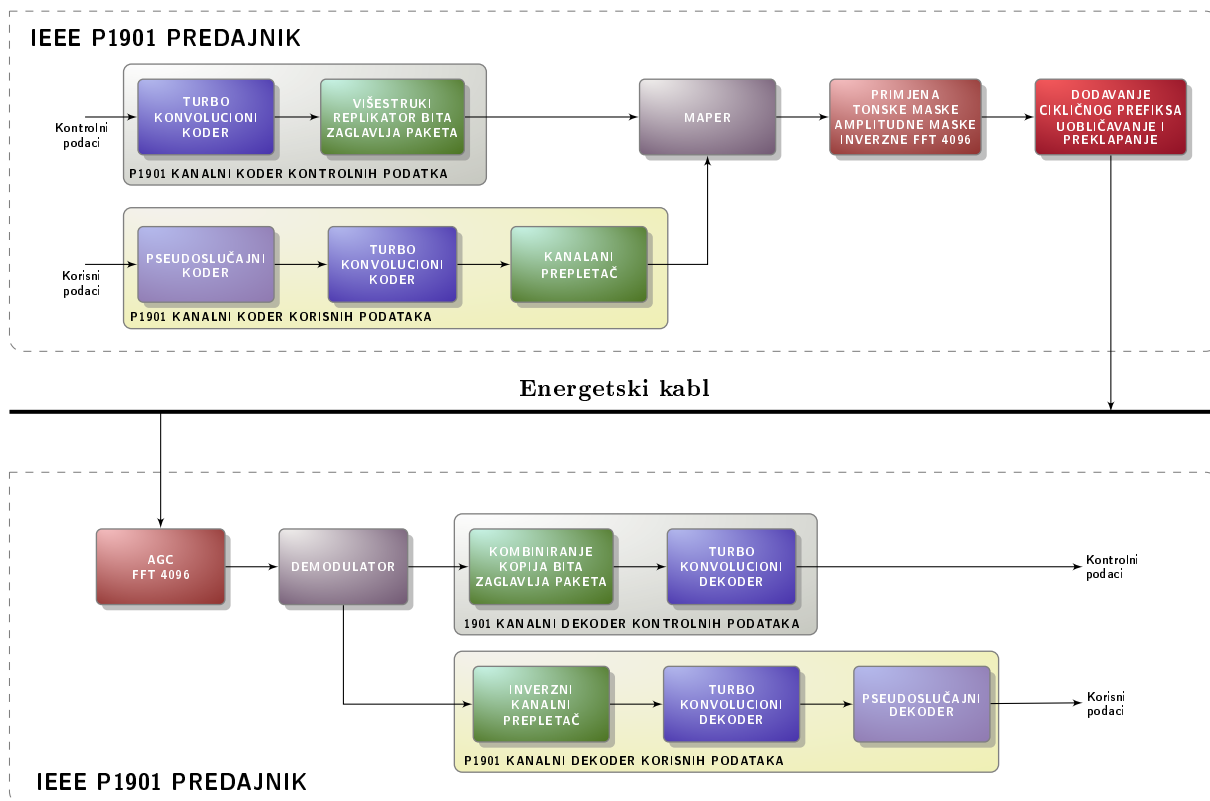 IEEE P1901 PREDAJNIK
Kontrolni
podaci
TURBO
KONVOLUCIONI
KODER
VIŠESTRUKI
REPLIKATOR BITA
ZAGLAVLJA PAKETA
P1901 KANALNI KODER KONTROLNIH PODATKA
MAPER
PRIMJENA
TONSKE MASKE
AMPLITUDNE MASKE
INVERZNE FFT 4096
DODAVANJE
CIKLIČNOG PREFIKSA
UOBLIČAVANJE I
PREKLAPANJE
Korisni
podaci
PSEUDOSLUČAJNI
KODER
TURBO
KONVOLUCIONI
KODER
KANALANI
PREPLETAČ
P1901 KANALNI KODER KORISNIH PODATAKA
Energetski kabl
AGC
FFT 4096
DEMODULATOR
KOMBINIRANJE
KOPIJA BITA
ZAGLAVLJA PAKETA
TURBO
KONVOLUCIONI
DEKODER
1901 KANALNI DEKODER KONTROLNIH PODATAKA
Kontrolni
podaci
INVERZNI
KANALNI
PREPLETAČ
TURBO
KONVOLUCIONI
DEKODER
PSEUDOSLUČAJNI
DEKODER
P1901 KANALNI DEKODER KORISNIH PODATAKA
Korisni
podaci
IEEE P1901 PREDAJNIK